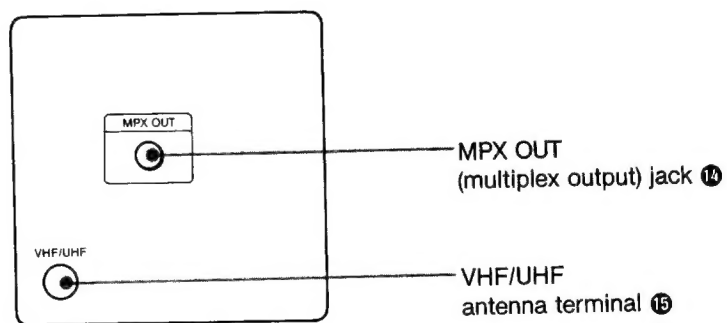 MPX OUT
MPX OUT
(multiplex output) jack ⓮
VHF/UHF
VHF/UHF
antenna terminal ⓯